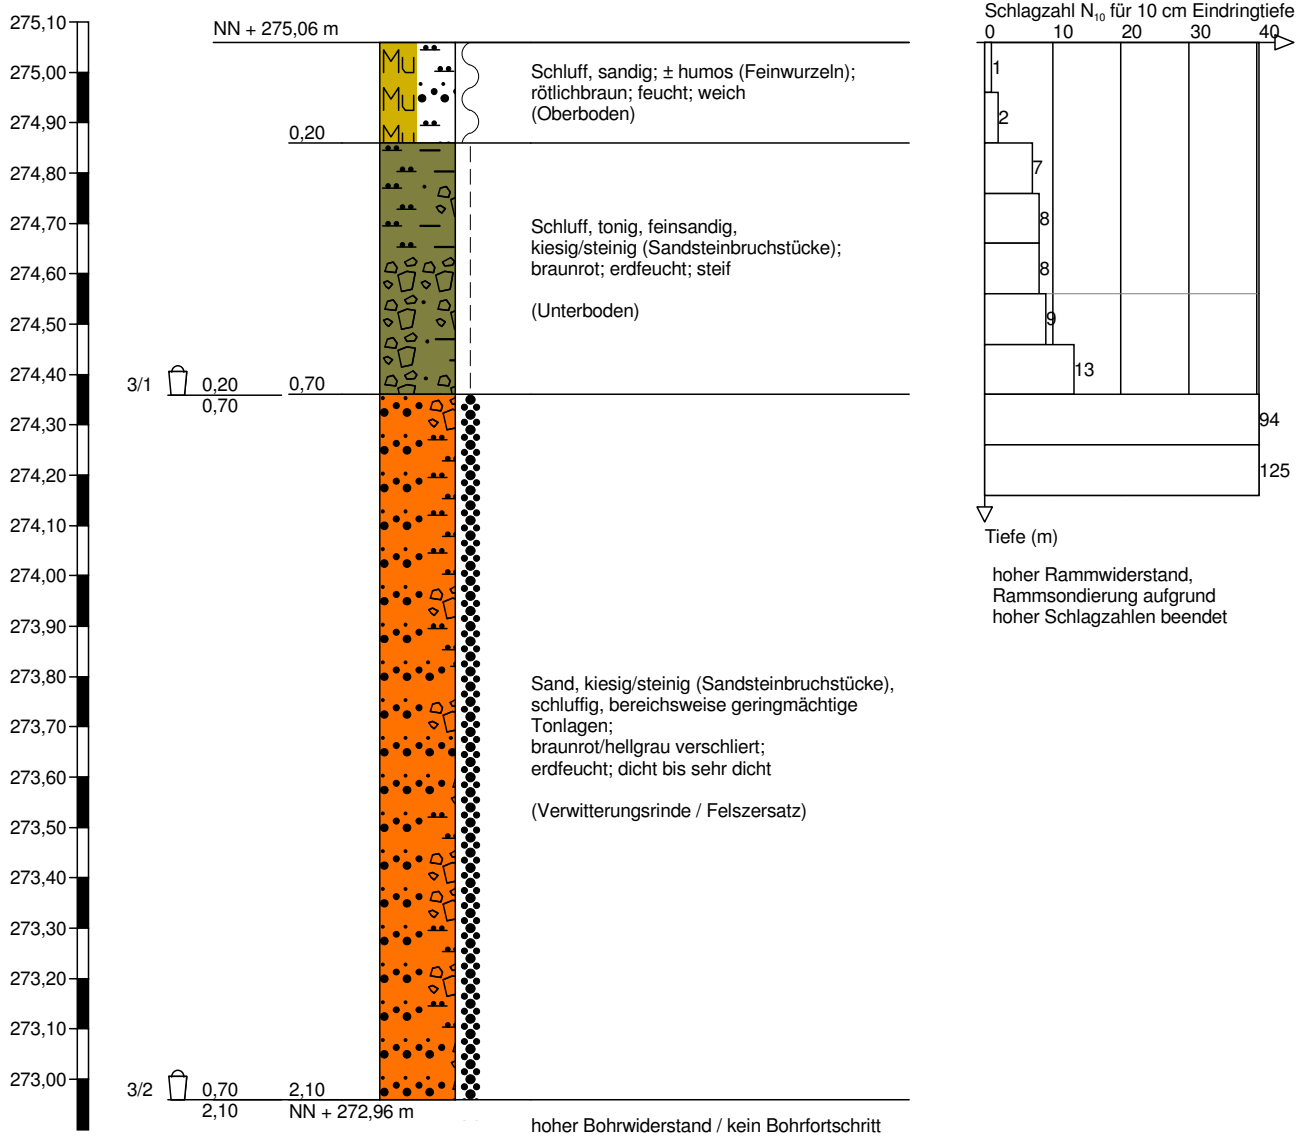 275,10
275,00
274,90
274,80
274,70
274,60
274,50
274,40
274,30
274,20
274,10
274,00
273,90
273,80
273,70
273,60
273,50
273,40
273,30
273,20
273,10
273,00
NN + 275,06 m
Mu
Mu
Mu
0,20
Schluff, sandig; ± humos (Feinwurzeln);
rötlichbraun; feucht; weich
(Oberboden)
Schluff, tonig, feinsandig,
kiesig/steinig (Sandsteinbruchstücke);
braunrot; erdfeucht; steif
(Unterboden)
3/1 0,20 0,70
0,70
Sand, kiesig/steinig (Sandsteinbruchstücke),
schluffig, bereichsweise geringmächtige
Tonlagen;
braunrot/hellgrau verschliert;
erdfeucht; dicht bis sehr dicht
(Verwitterungsrinde / Felszersatz)
3/2 0,70 2,10
2,10 NN + 272,96 m
hoher Bohrwiderstand / kein Bohrfortschritt
Schlagzahl N10 für 10 cm Eindringtiefe
0 10 20 30 40
1
2
7
8
8
9
13
94
125
Tiefe (m)
hoher Rammwiderstand,
Rammsondierung aufgrund
hoher Schlagzahlen beendet